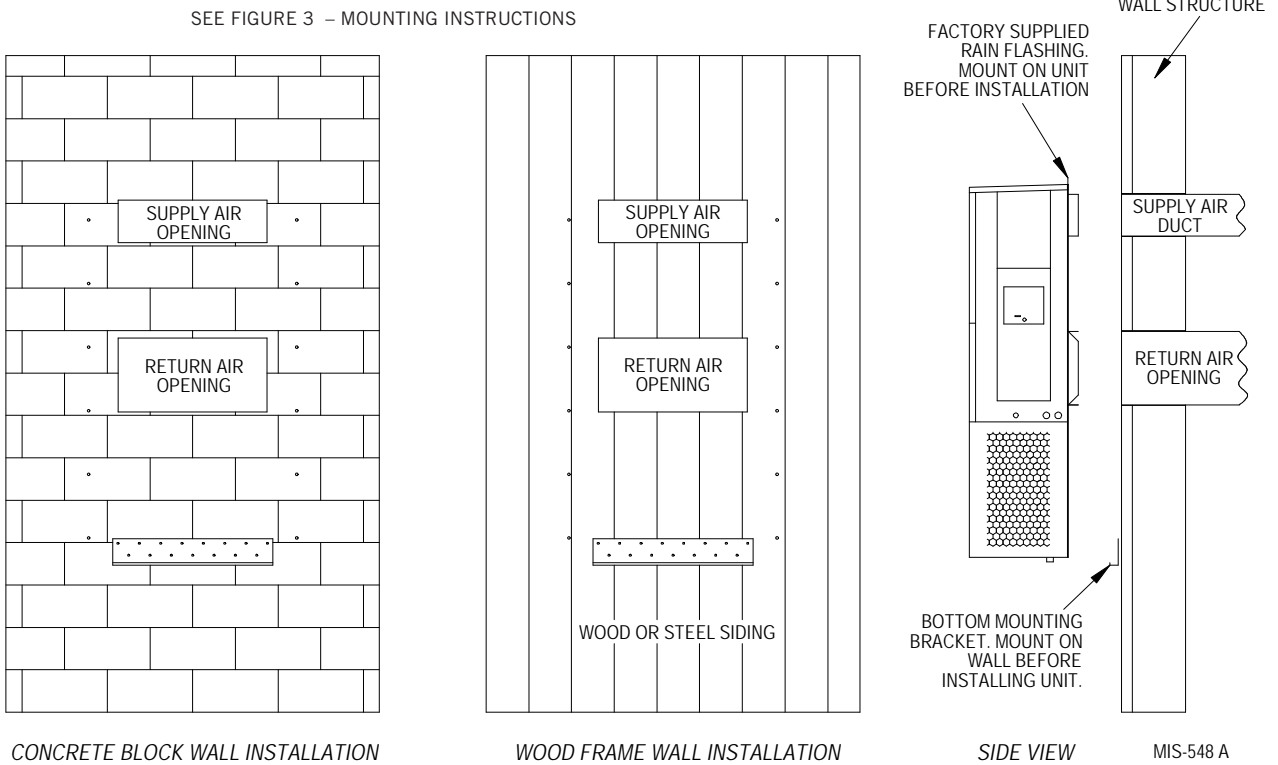 SEE FIGURE 3 – MOUNTING INSTRUCTIONS
WALL STRUCTURE
FACTORY SUPPLIED
RAIN FLASHING.
MOUNT ON UNIT
BEFORE INSTALLATION
SUPPLY AIR
OPENING
RETURN AIR
OPENING
SUPPLY AIR
OPENING
RETURN AIR
OPENING
WOOD OR STEEL SIDING
SUPPLY AIR
DUCT
RETURN AIR
OPENING
BOTTOM MOUNTING
BRACKET. MOUNT ON
WALL BEFORE
INSTALLING UNIT.
CONCRETE BLOCK WALL INSTALLATION
WOOD FRAME WALL INSTALLATION
SIDE VIEW
MIS-548 A